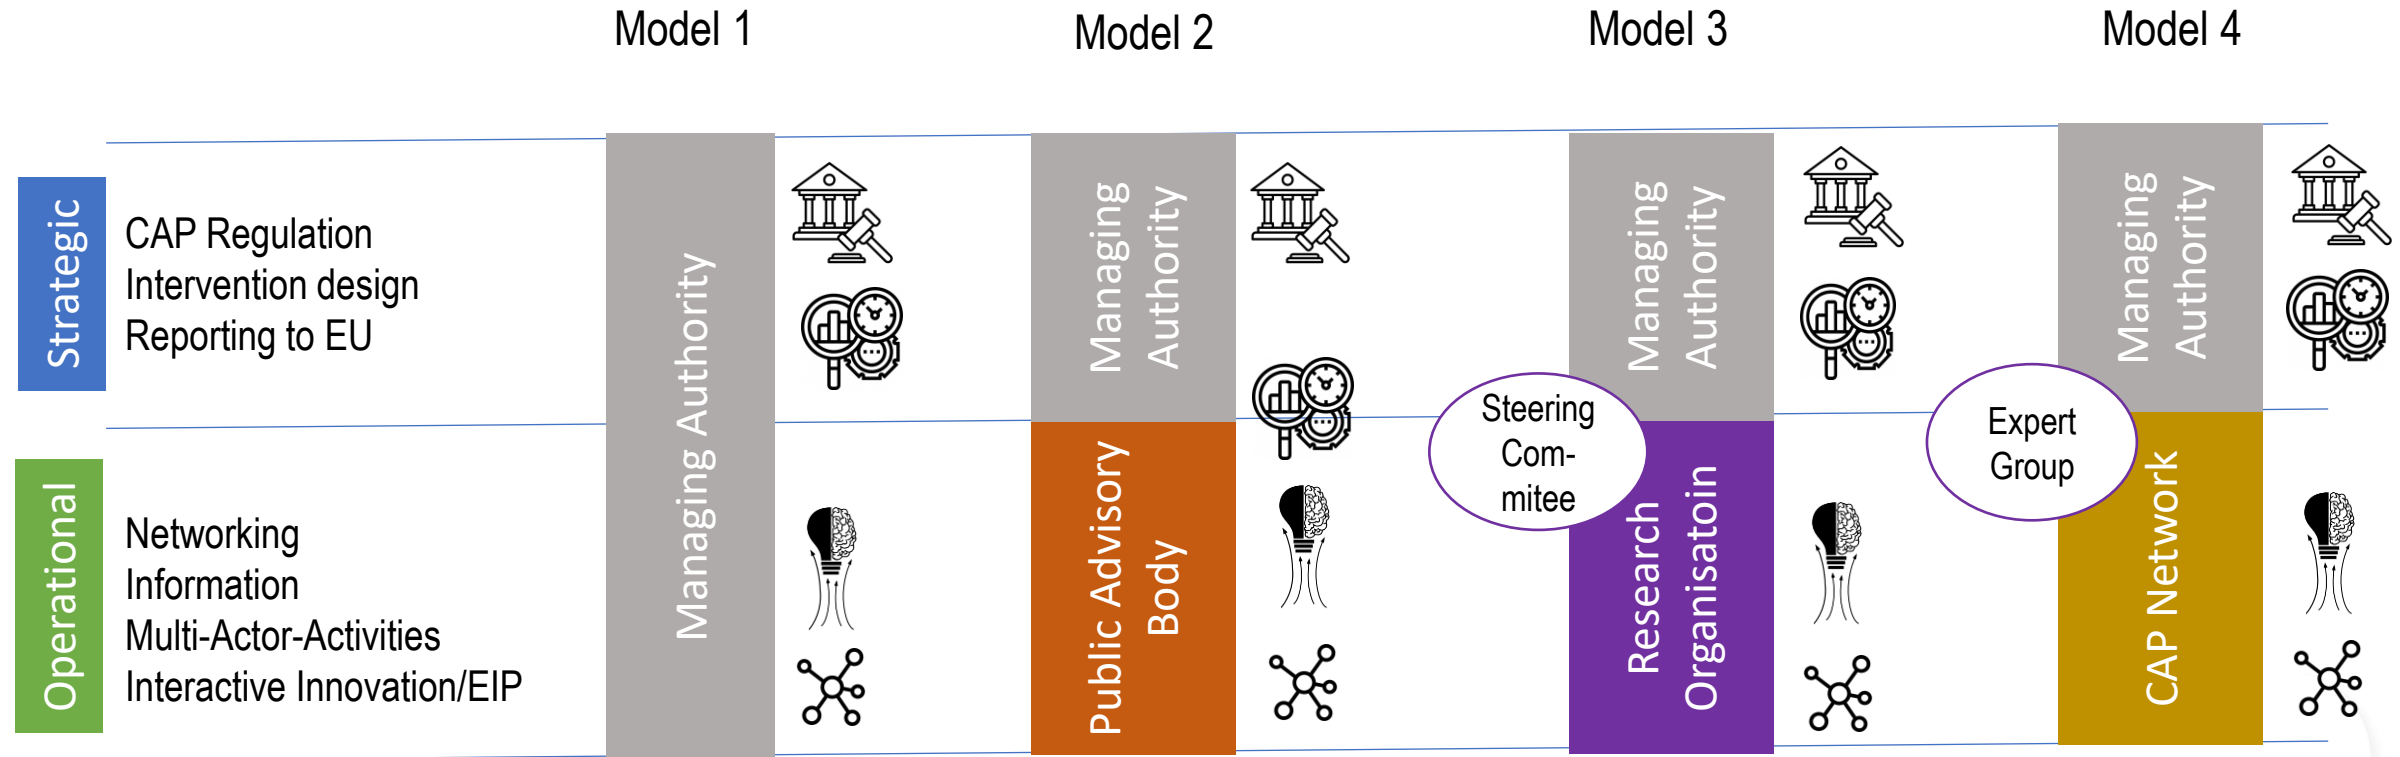 Model 1
Model 2
Model 3
Model 4
Strategic
CAP Regulation
Intervention design
Reporting to EU
Managing Authority
Managing
Authority
Managing
Authority
Managing
Authority
Steering
Com-
mitee
Expert
Group
Operational
Networking
Information
Multi-Actor-Activities
Interactive Innovation/EIP
Public Advisory
Body
Research
Organisatoin
CAP Network